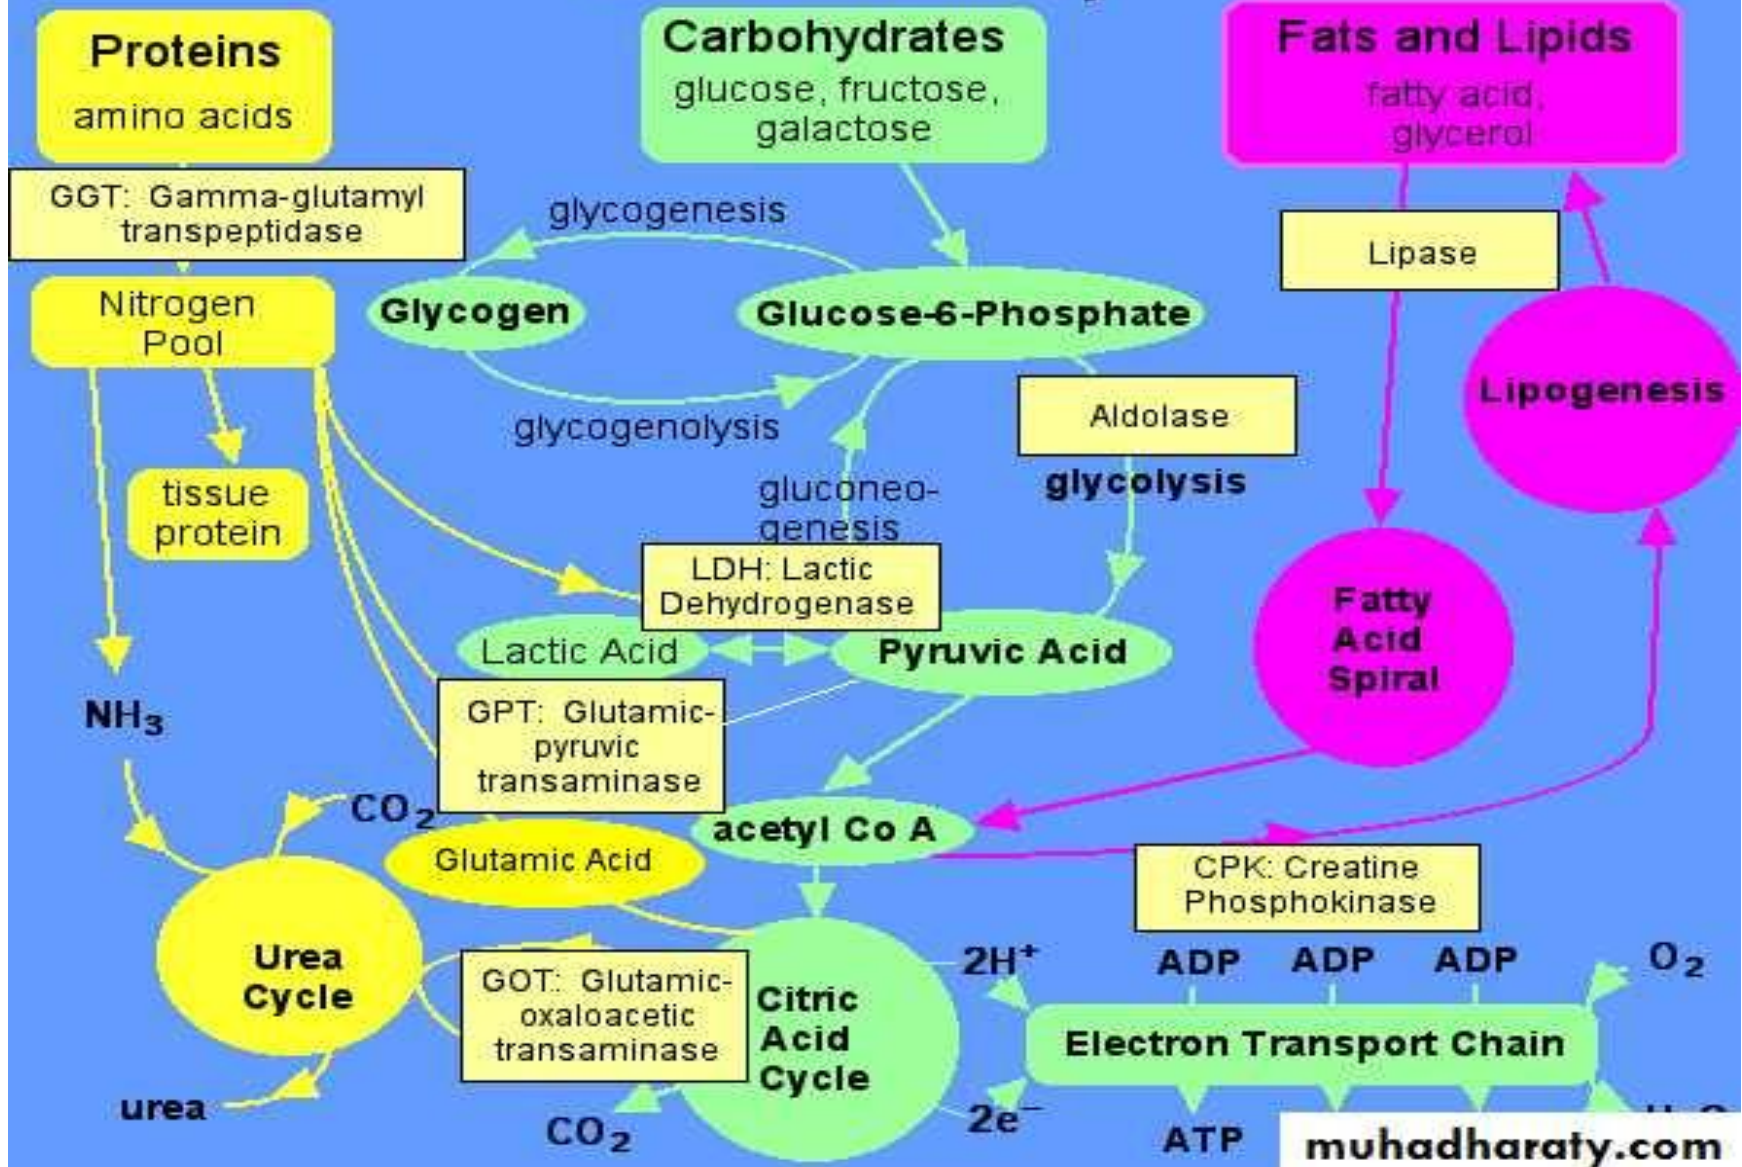 Proteins
amino acids
Carbohydrates
glucose, fructose,
galactose
Fats and Lipids
fatty acid,
glycerol
GGT: Gamma-glutamyl
transpeptidase
glycogenesis
Lipase
Nitrogen
Pool
Glycogen
Glucose-6-Phosphate
Lipogenesis
Aldolase
glycogenolysis
glycolysis
tissue
protein
gluconeo-
genesis
LDH: Lactic
Dehydrogenase
Lactic Acid
Pyruvic Acid
Fatty
Acid
Spiral
NH3
GPT: Glutamic-
pyruvic
transaminase
CO2
acetyl Co A
Glutamic Acid
CPK: Creatine
Phosphokinase
Urea
Cycle
GOT: Glutamic-
oxaloacetic
transaminase
Citric
Acid
Cycle
2H+
ADP ADP ADP
O2
Electron Transport Chain
urea
CO2
2e−
ATP
muhadharaty.com